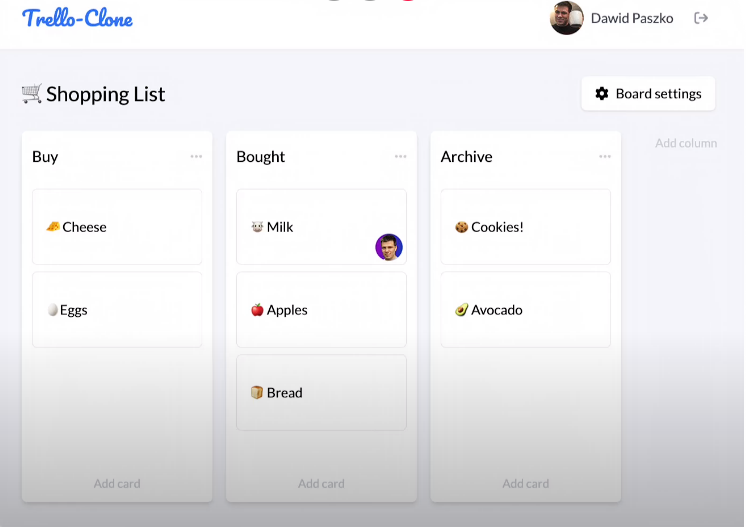 Trello-Clone
Dawid Paszko
Shopping List
Board settings
Buy
Bought
Archive
Add column
Cheese
Milk
Cookies!
Eggs
Apples
Avocado
Bread
Add card
Add card
Add card